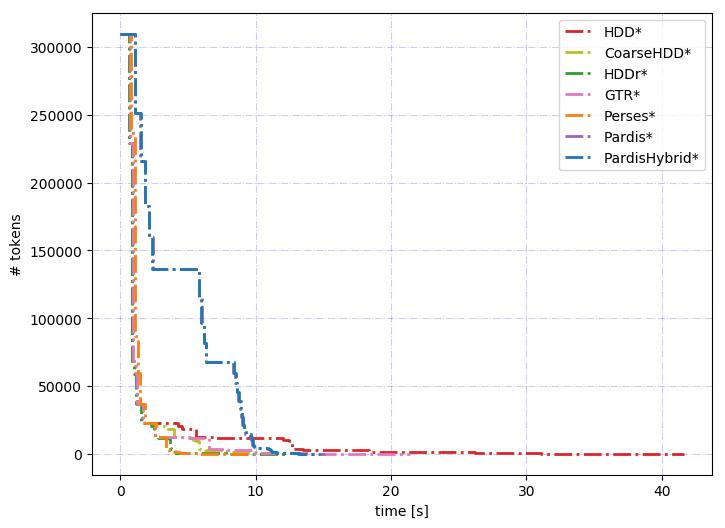 # tokens
300000
250000
200000
150000
100000
50000
0
HDD*
CoarseHDD*
HDDr*
GTR*
Perses*
Pardis*
PardisHybrid*
0 10 20 30 40
time [s]